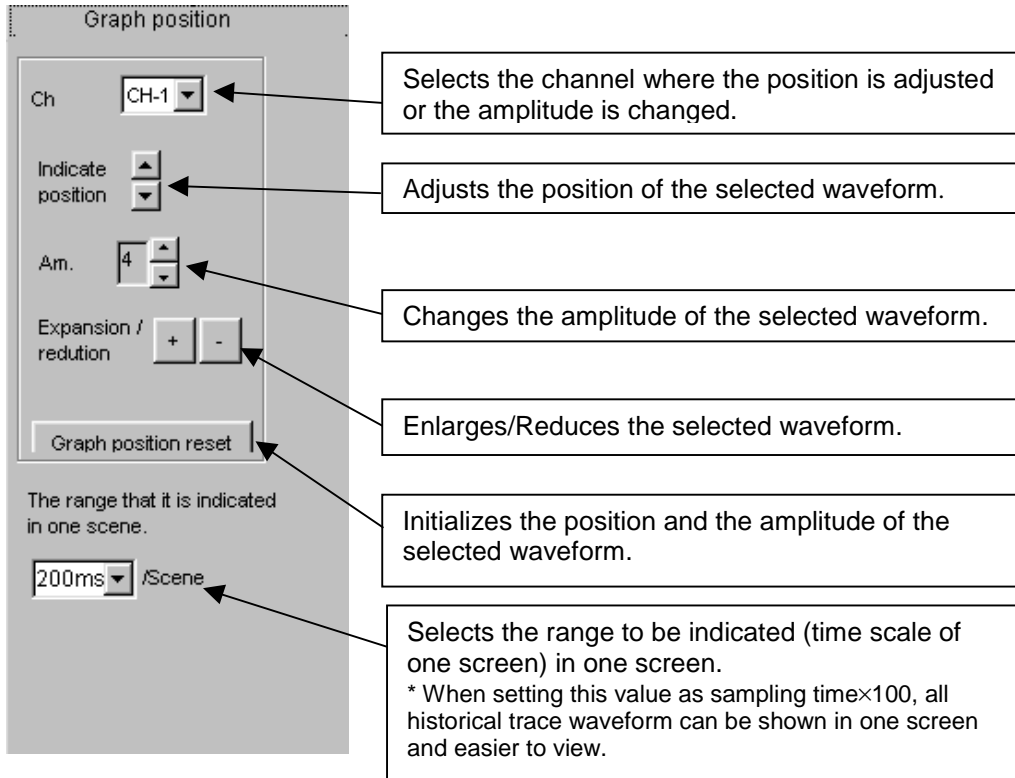 Graph position
Selects the channel where the position is adjusted
or the amplitude is changed.
Ch
CH-1
Indicate
position
Adjusts the position of the selected waveform.
Am.
4
Changes the amplitude of the selected waveform.
Expansion /
redution
+
-
Enlarges/Reduces the selected waveform.
Graph position reset
The range that it is indicated
in one scene.
Initializes the position and the amplitude of the
selected waveform.
200ms
/Scene
Selects the range to be indicated (time scale of
one screen) in one screen.
* When setting this value as sampling time×100, all
historical trace waveform can be shown in one screen
and easier to view.